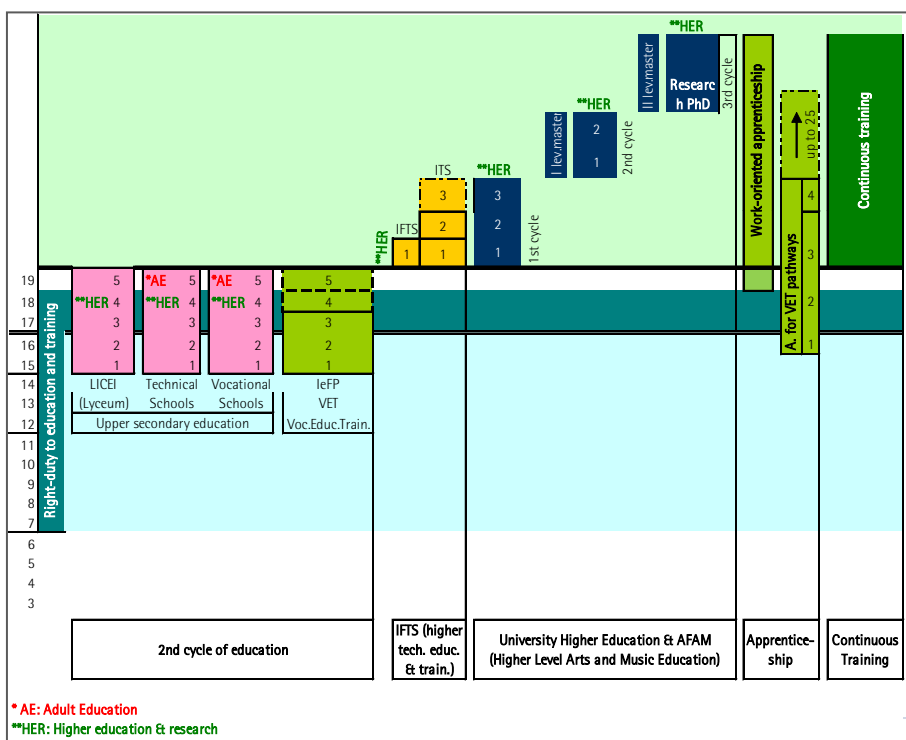 **HER
II lev.master
Researc
h PhD
3rd cycle
**HER
I lev.master
2
1
2nd cycle
Work-oriented apprenticeship
up to 25
Continuous training
ITS
**HER
3
3
4
**HER
IFTS
2
2
1
1
1
1st cycle
3
A. for VET pathways
19
5
*AE 5
*AE 5
5
18
**HER 4
**HER 4
**HER 4
4
2
17
3
3
3
3
16
2
2
2
2
1
15
1
1
1
1
Right-duty to education and training
14
LICEI
Technical
Vocational
IeFP
13
(Lyceum)
Schools
Schools
VET
12
Upper secondary education
Voc.Educ.Train.
11
10
9
8
7
6
5
4
3
2nd cycle of education
IFTS (higher
tech. educ.
& train.)
University Higher Education & AFAM
(Higher Level Arts and Music Education)
Apprentice-
ship
Continuous
Training
* AE: Adult Education
**HER: Higher education & research